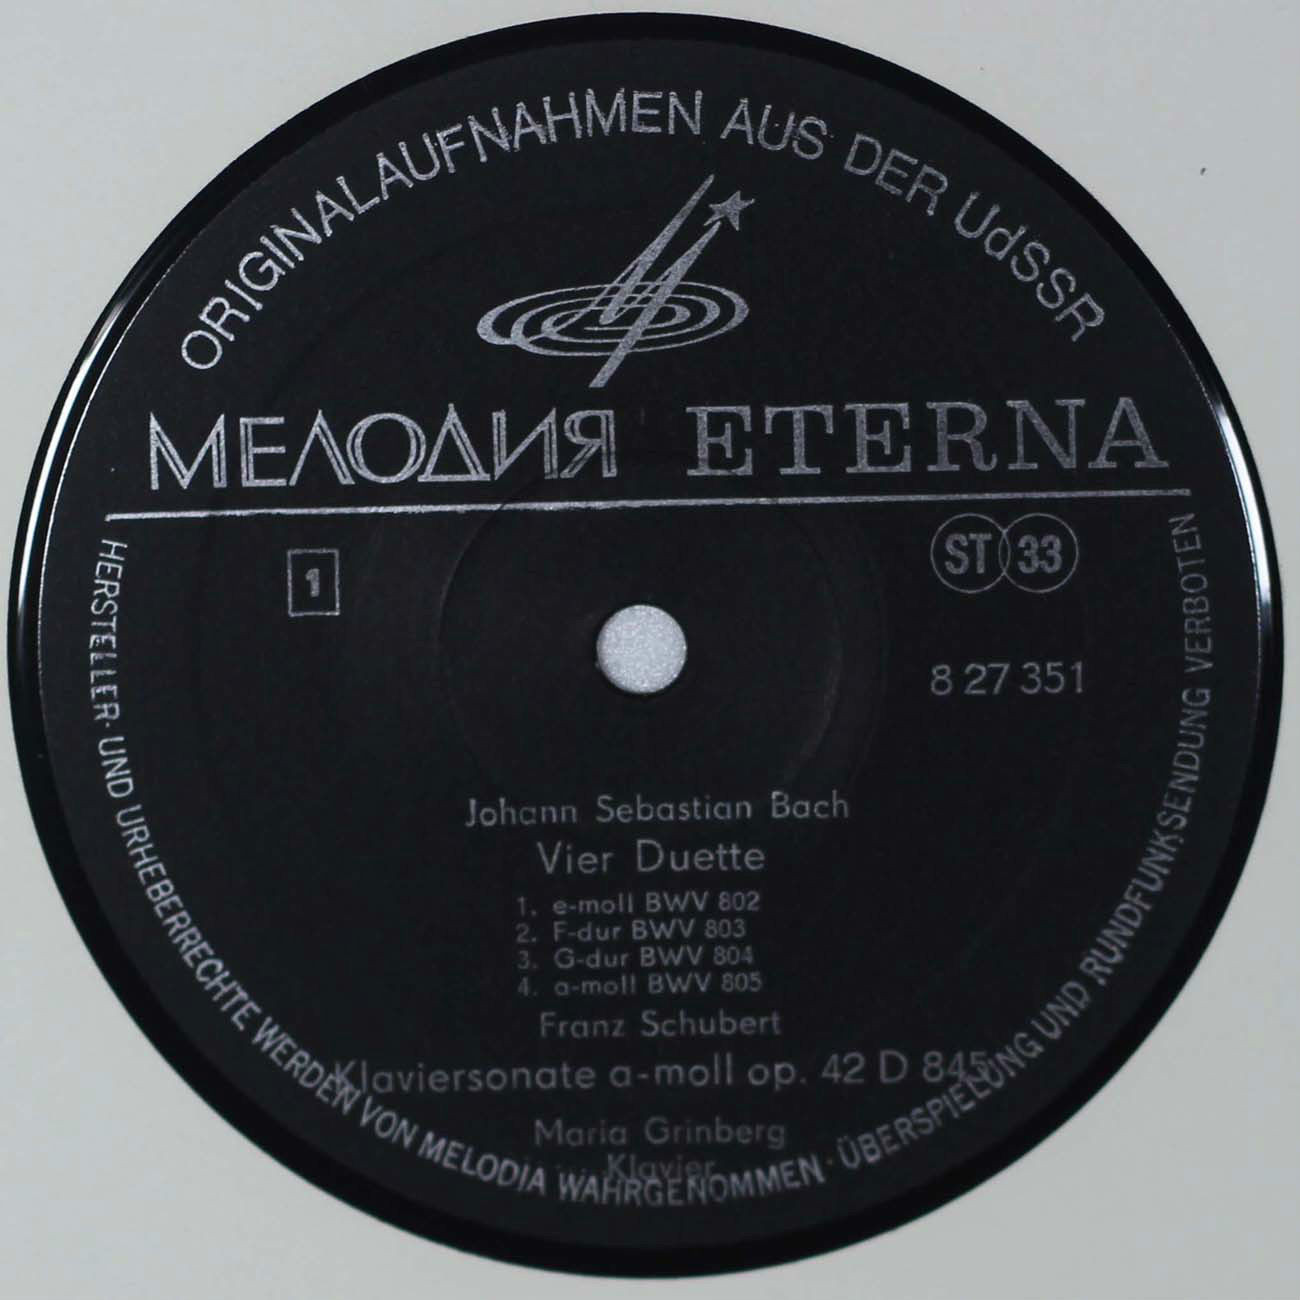 ORIGINALAUFNAHMEN AUS DER UdSSR
МЕЛОДИЯ ETERNA
1
ST 33
8 27 351
Johann Sebastian Bach
Vier Duette
1. e-moll BWV 802
2. F-dur BWV 803
3. G-dur BWV 804
4. a-moll BWV 805
Franz Schubert
Klaviersonate a-moll op. 42 D 845
Maria Grinberg
Klavier
HERSTELLER- UND URHEBERRECHTE WERDEN VON MELODIA WAHRGENOMMEN · ÜBERSPIELUNG UND RUNDFUNKSENDUNG VERBOTEN